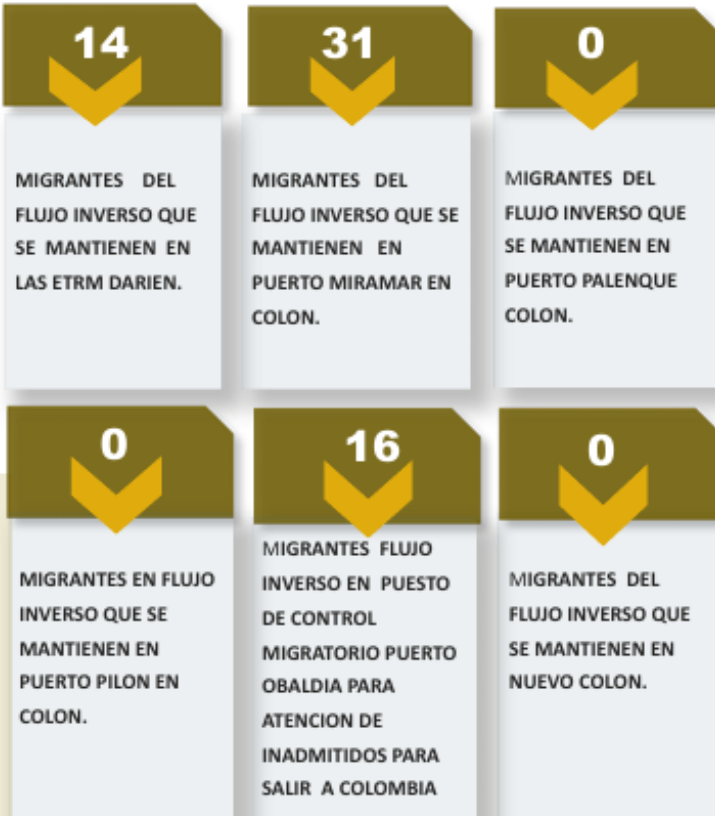 14
MIGRANTES DEL
FLUJO INVERSO QUE
SE MANTIENEN EN
LAS ETRM DARIEN.
31
MIGRANTES DEL
FLUJO INVERSO QUE SE
MANTIENEN EN
PUERTO MIRAMAR EN
COLON.
0
MIGRANTES DEL
FLUJO INVERSO QUE
SE MANTIENEN EN
PUERTO PALENQUE
COLON.
0
MIGRANTES EN FLUJO
INVERSO QUE SE
MANTIENEN EN
PUERTO PILON EN
COLON.
16
MIGRANTES FLUJO
INVERSO EN PUESTO
DE CONTROL
MIGRATORIO PUERTO
OBALDIA PARA
ATENCION DE
INADMITIDOS PARA
SALIR A COLOMBIA
0
MIGRANTES DEL
FLUJO INVERSO QUE
SE MANTIENEN EN
NUEVO COLON.